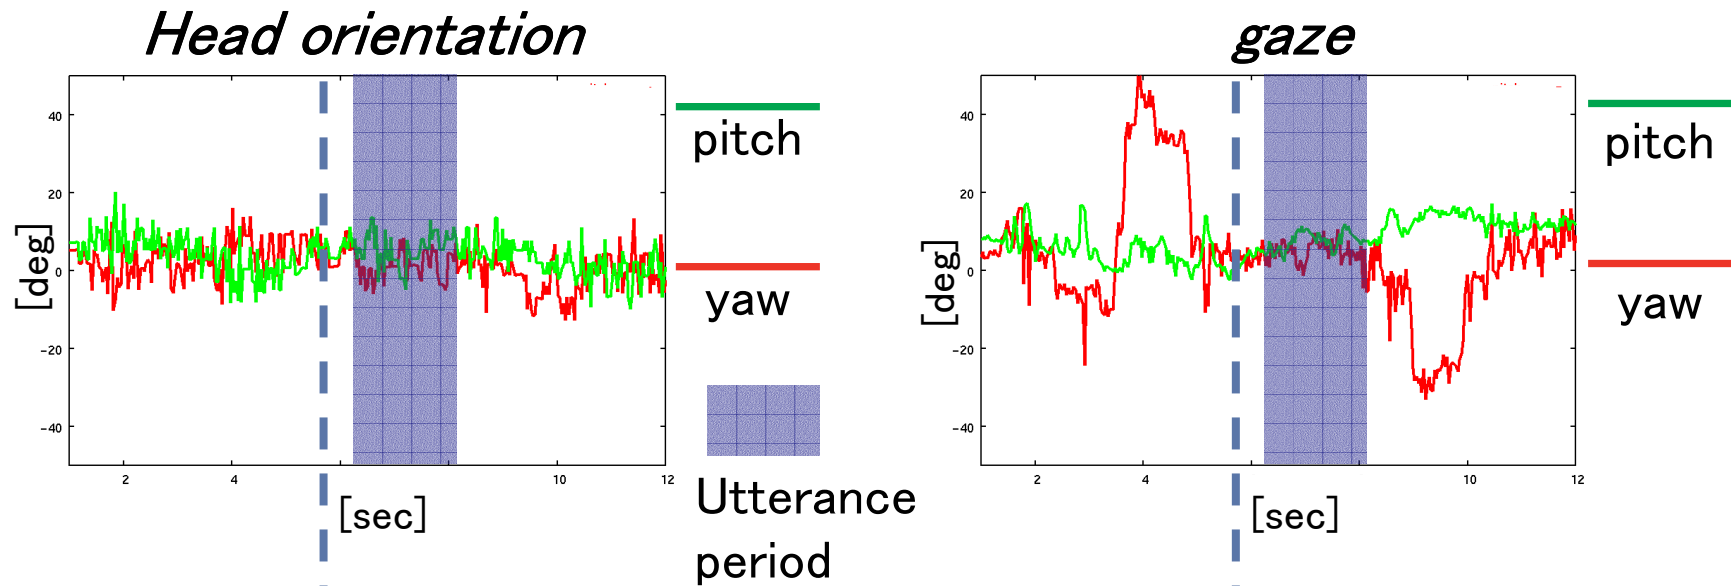 Head orientation
gaze
40
20
0
-20
-40
[deg]
2
4
10
12
[sec]
pitch
yaw
Utterance
period
40
20
0
-20
-40
[deg]
2
4
10
12
[sec]
pitch
yaw